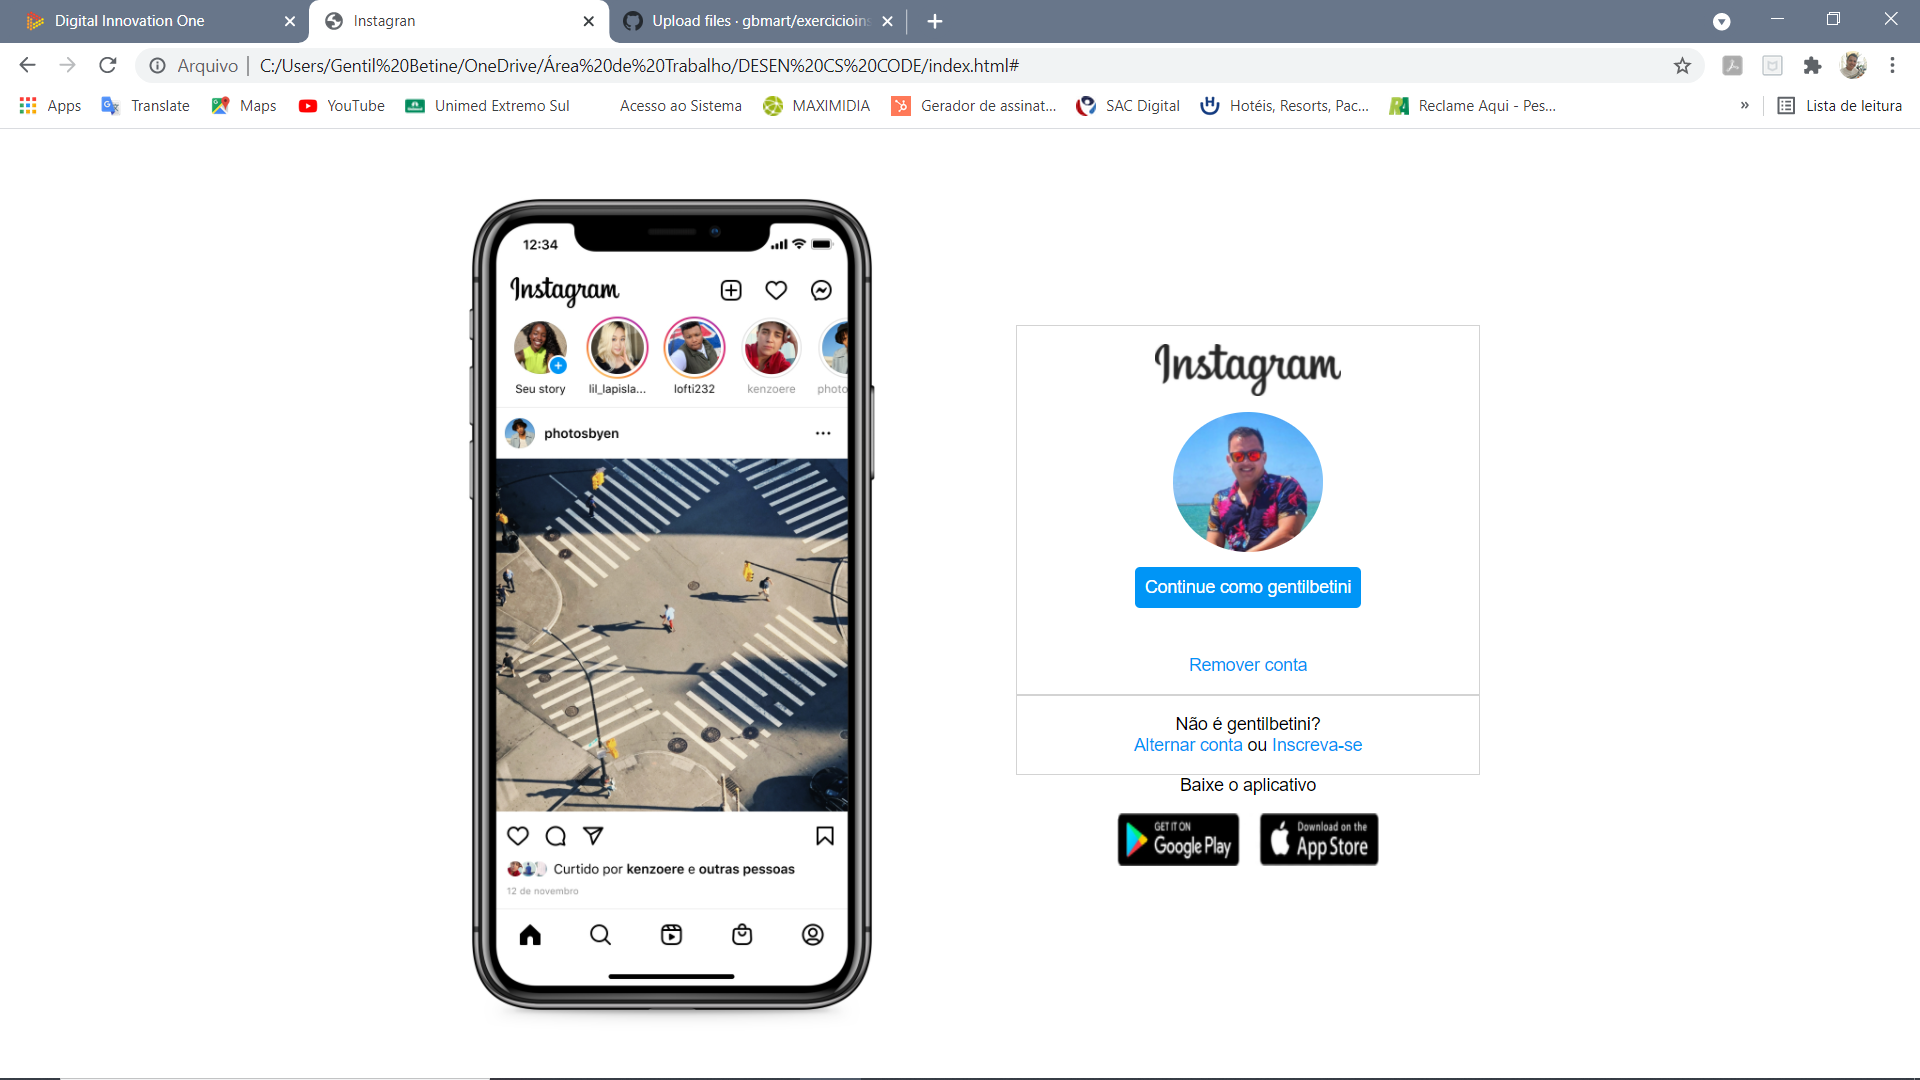 Digital Innovation One
Instagran
Upload files · gbmart/exercicioins
Arquivo
C:/Users/Gentil%20Betine/OneDrive/Área%20de%20Trabalho/DESEN%20CS%20CODE/index.html#
Apps
Translate
Maps
YouTube
Unimed Extremo Sul
Acesso ao Sistema
MAXIMIDIA
Gerador de assinat...
SAC Digital
Hotéis, Resorts, Pac...
Reclame Aqui - Pes...
»
Lista de leitura
12:34
Instagram
Seu story
lil_lapisla...
lofti232
kenzoere
photo
photosbyen
Curtido por kenzoere e outras pessoas
12 de novembro
Instagram
Continue como gentilbetini
Remover conta
Não é gentilbetini?
Alternar conta ou Inscreva-se
Baixe o aplicativo
GET IT ON
Google Play
Download on the
App Store